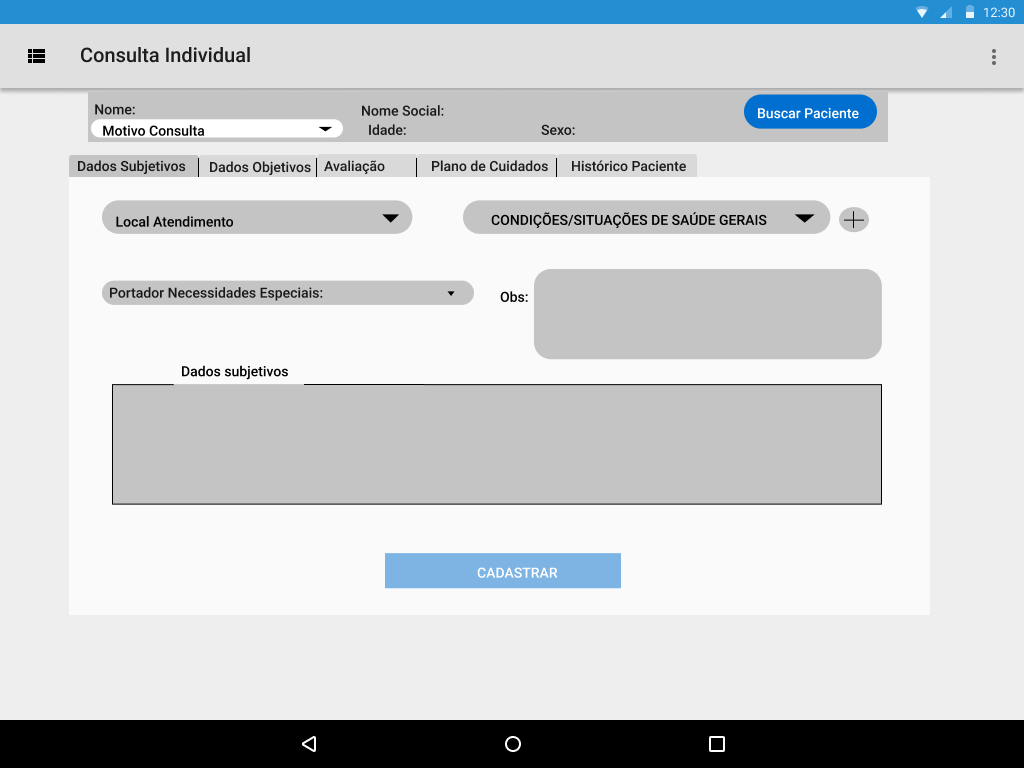 12:30
Consulta Individual
Nome:
Nome Social:
Buscar Paciente
Motivo Consulta
Idade:
Sexo:
Dados Subjetivos
Dados Objetivos
Avaliação
Plano de Cuidados
Histórico Paciente
Local Atendimento
CONDIÇÕES/SITUAÇÕES DE SAÚDE GERAIS
Portador Necessidades Especiais:
Obs:
Dados subjetivos
CADASTRAR